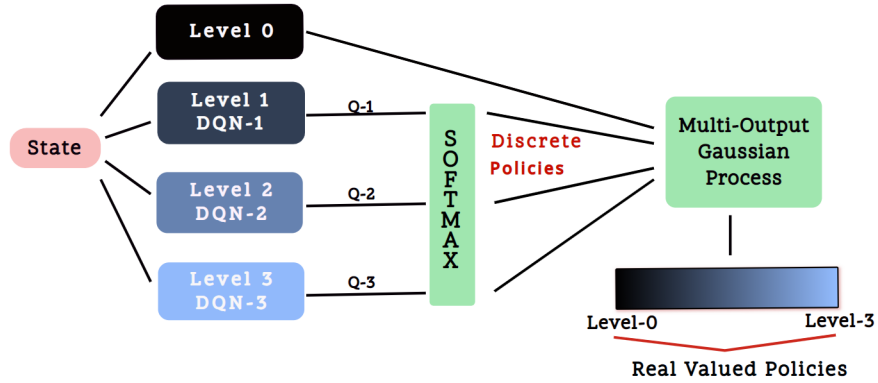 State
Level 0
Level 1
DQN-1
Level 2
DQN-2
Level 3
DQN-3
Q-1
Q-2
Q-3
SOFTMAX
Discrete
Policies
Multi-Output
Gaussian
Process
Level-0
Level-3
Real Valued Policies